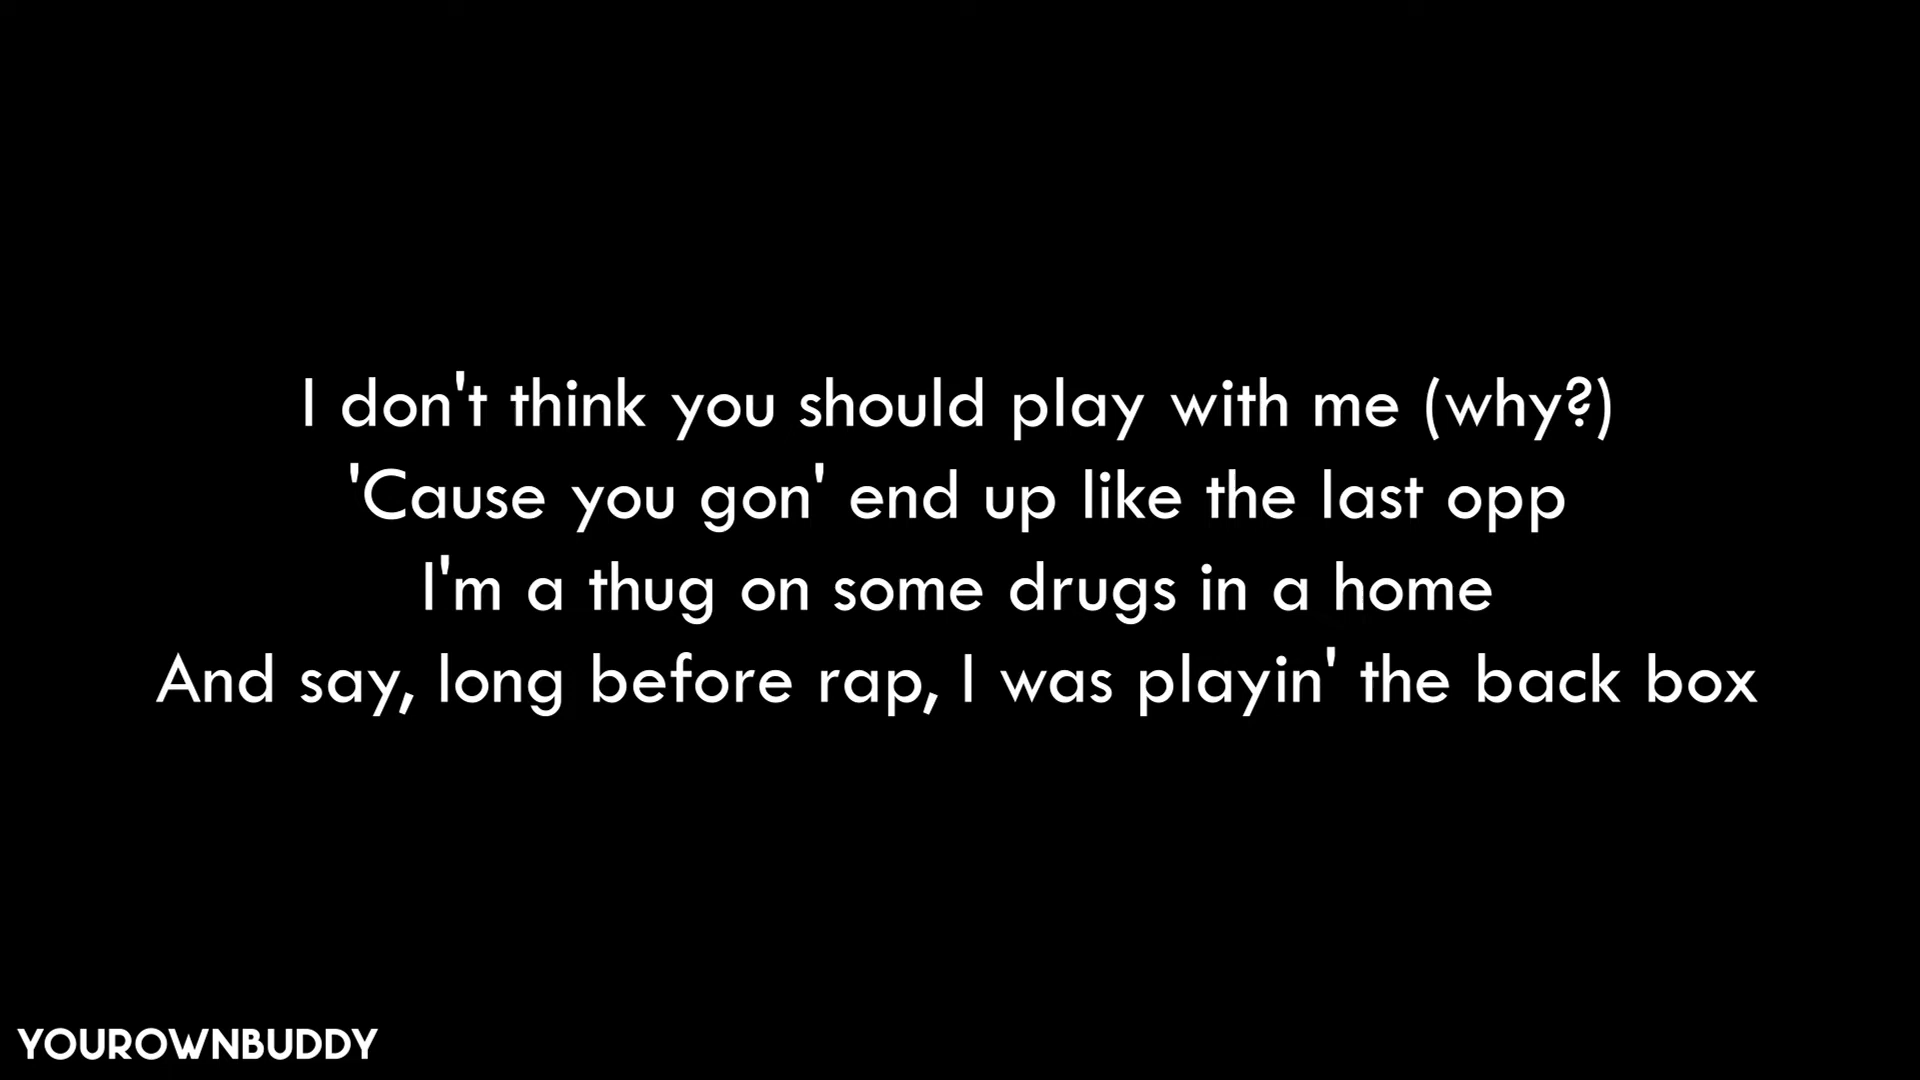 I don't think you should play with me (why?)
'Cause you gon' end up like the last opp
I'm a thug on some drugs in a home
And say, long before rap, I was playin' the back box
YOUROWNBUDDY